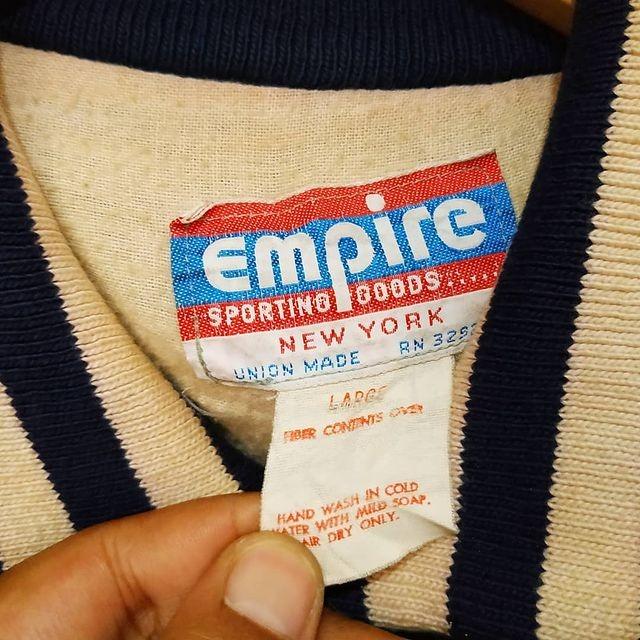 empire
SPORTING GOODS.....
NEW YORK
UNION MADE RN
LARGE
FIBER CONTENTS OVER
HAND WASH IN COLD
WATER WITH MILD SOAP.
AIR DRY ONLY.